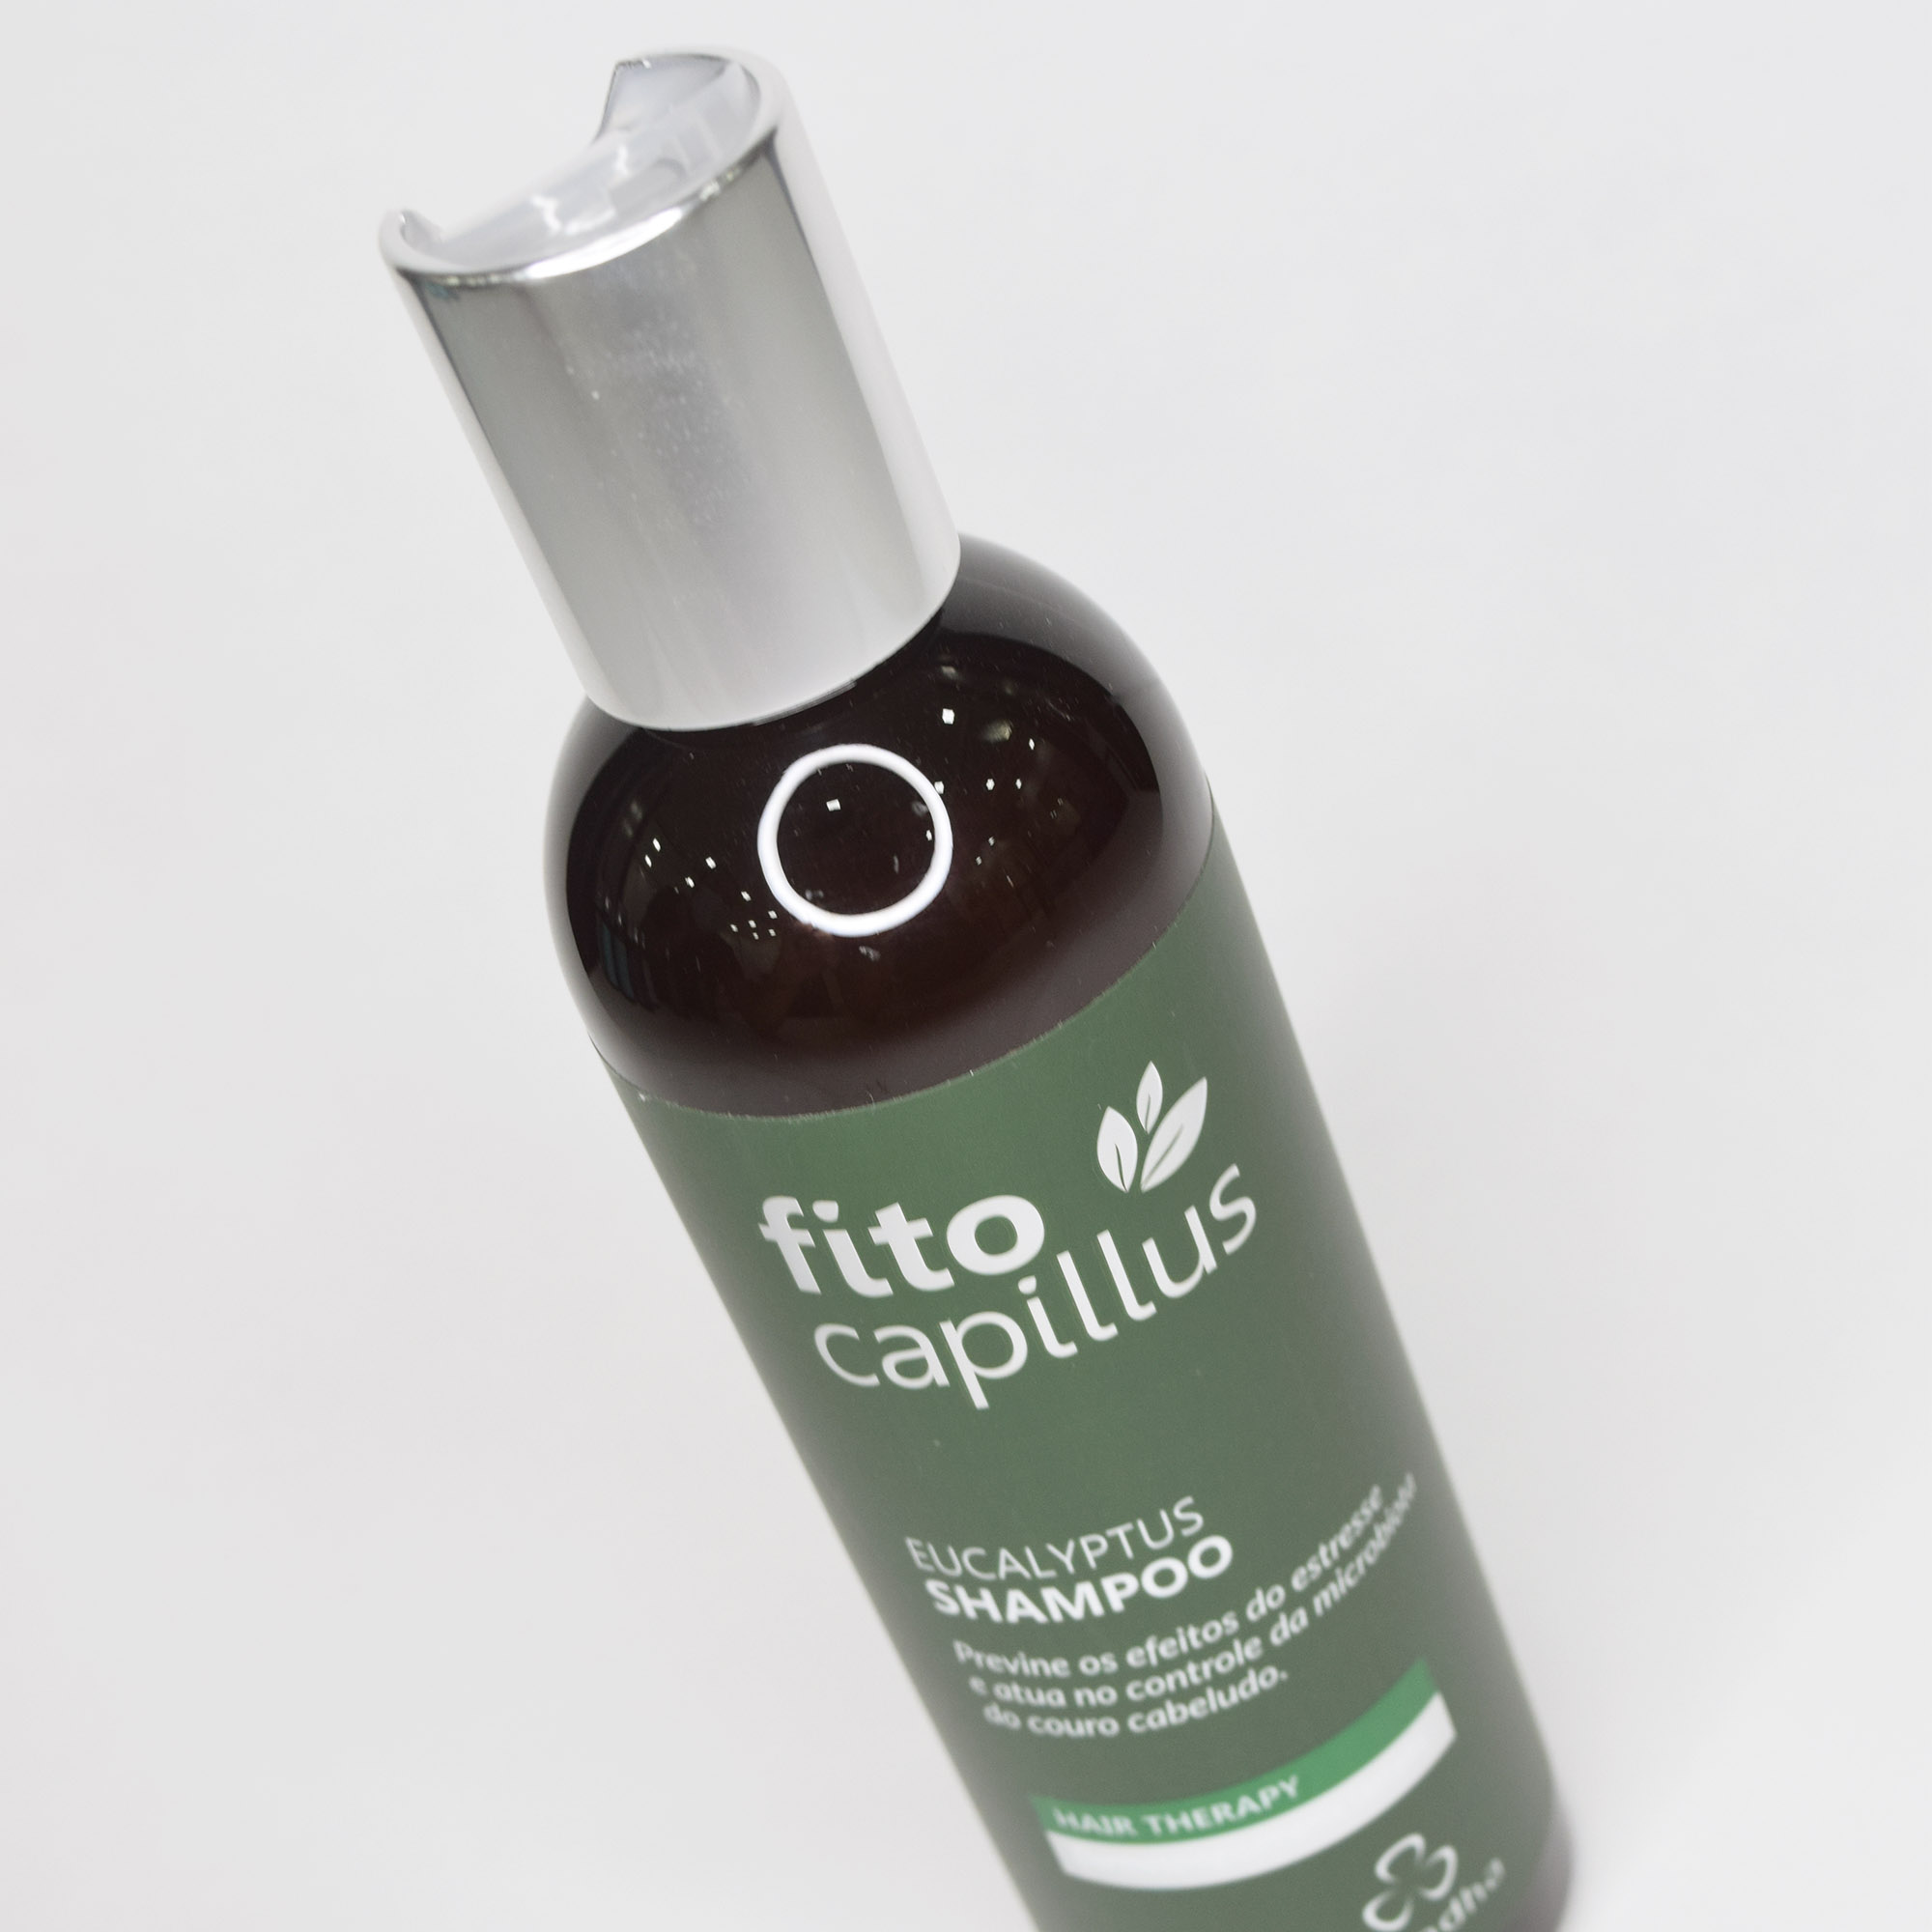 fito
capillus
EUCALYPTUS
SHAMPOO
Previne os efeitos do estresse
e atua no controle da microbiota
do couro cabeludo.
HAIR THERAPY